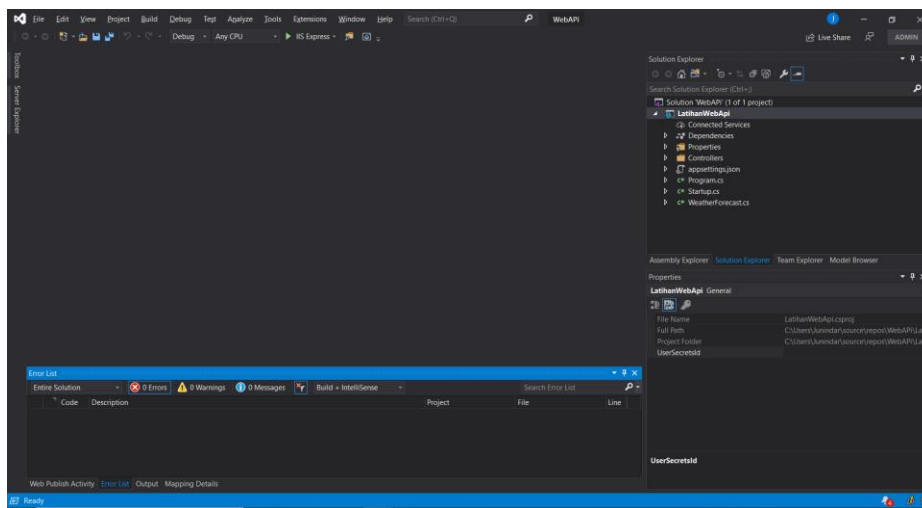 File Edit View Project Build Debug Test Analyze Tools Extensions Window Help Search (Ctrl+Q) WebAPI J
Debug Any CPU IIS Express Live Share ADMIN
Toolbox
Server Explorer
Solution Explorer
Search Solution Explorer (Ctrl+;)
Solution 'WebAPI' (1 of 1 project)
LatihanWebApi
Connected Services
Dependencies
Properties
Controllers
appsettings.json
C# Program.cs
C# Startup.cs
C# WeatherForecast.cs
Assembly Explorer Solution Explorer Team Explorer Model Browser
Properties
LatihanWebApi General
File Name LatihanWebApi.csproj
Full Path C:\Users\Junindar\source\repos\WebAPI\La
Project Folder C:\Users\Junindar\source\repos\WebAPI\La
UserSecretsId
UserSecretsId
Error List
Entire Solution 0 Errors 0 Warnings 0 Messages Build + IntelliSense Search Error List
Code Description Project File Line
Web Publish Activity Error List Output Mapping Details
Ready